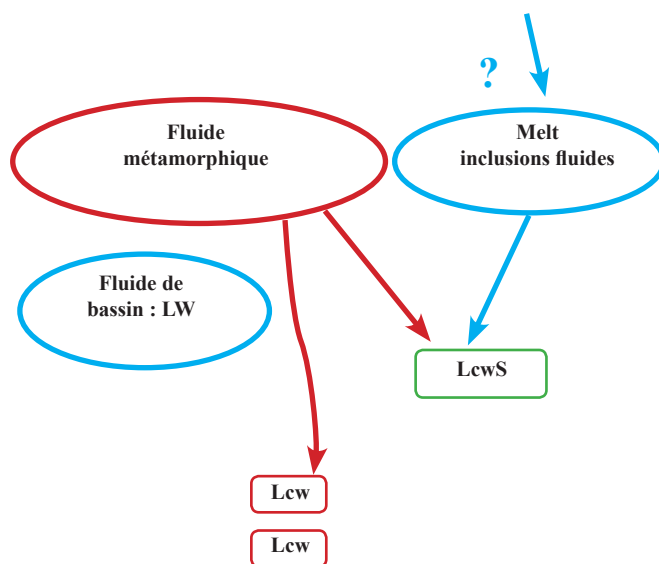 ?
Fluide
métamorphique
Melt
inclusions fluides
Fluide de
bassin : LW
LcwS
Lcw
Lcw